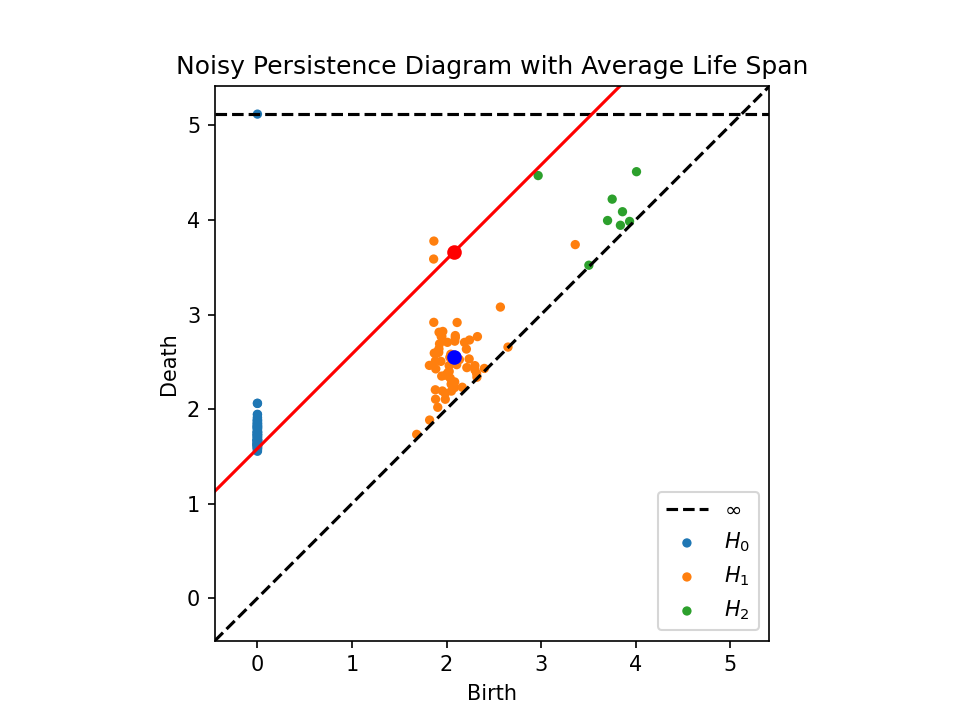 Noisy Persistence Diagram with Average Life Span
5
4
3
2
1
0
Death
0 1 2 3 4 5
Birth
∞
H₀
H₁
H₂